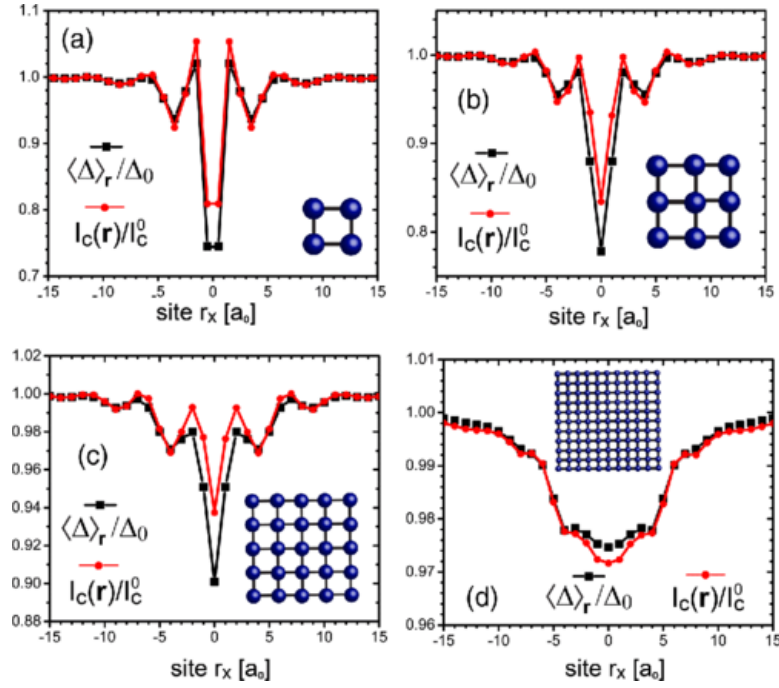 (a)
1.1
1.0
0.9
0.8
0.7
⟨Δ⟩r/Δ0
Ic(r)/Ic0
-15 -10 -5 0 5 10 15
site rx [a0]
(b)
1.0
0.9
0.8
⟨Δ⟩r/Δ0
Ic(r)/Ic0
-15 -10 -5 0 5 10 15
site rx [a0]
1.02
1.00
0.98
0.96
0.94
0.92
0.90
0.88
(c)
⟨Δ⟩r/Δ0
Ic(r)/Ic0
-15 -10 -5 0 5 10 15
site rx [a0]
1.01
1.00
0.99
0.98
0.97
0.96
(d)
⟨Δ⟩r/Δ0
Ic(r)/Ic0
-15 -10 -5 0 5 10 15
site rx [a0]